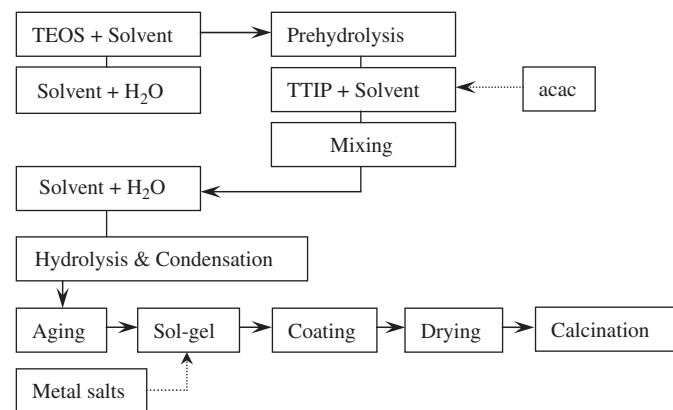 TEOS + Solvent
Prehydrolysis
Solvent + H₂O
TTIP + Solvent
acac
Mixing
Solvent + H₂O
Hydrolysis & Condensation
Aging
Sol-gel
Coating
Drying
Calcination
Metal salts